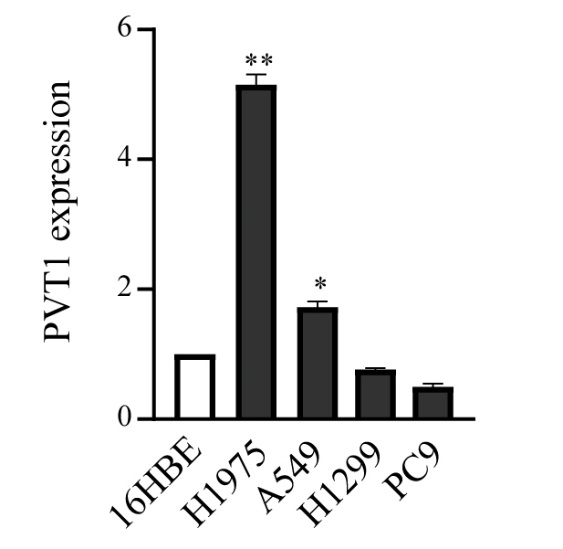 PVT1 expression
6
4
2
0
**
*
16HBE
H1975
A549
H1299
PC9